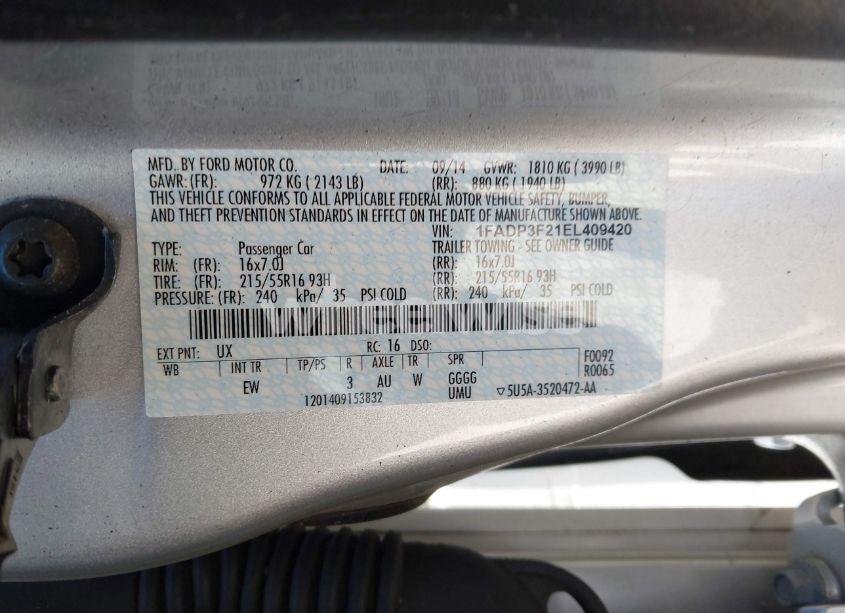 MFD. BY FORD MOTOR CO. DATE: 09/14 GVWR: 1810 KG ( 3990 LB)
GAWR: (FR): 972 KG ( 2143 LB) (RR): 880 KG ( 1940 LB)
THIS VEHICLE CONFORMS TO ALL APPLICABLE FEDERAL MOTOR VEHICLE SAFETY, BUMPER,
AND THEFT PREVENTION STANDARDS IN EFFECT ON THE DATE OF MANUFACTURE SHOWN ABOVE.
VIN: 1FADP3F21EL409420
TYPE: Passenger Car TRAILER TOWING - SEE OWNER GUIDE
RIM: (FR): 16x7.0J (RR): 16x7.0J
TIRE: (FR): 215/55R16 93H (RR): 215/55R16 93H
PRESSURE: (FR): 240 kPa/ 35 PSI COLD (RR): 240 kPa/ 35 PSI COLD
EXT PNT: UX RC: 16 DSO: F0092
WB INT TR TP/PS R AXLE TR SPR R0065
EW 3 AU W GGGG
1201409153832 UMU ▽5U5A-3520472-AA